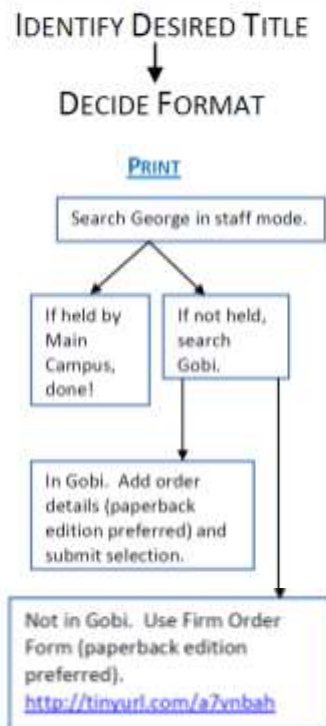 IDENTIFY DESIRED TITLE
DECIDE FORMAT
PRINT
Search George in staff mode.
If held by
Main
Campus,
done!
If not held,
search
Gobi.
In Gobi. Add order
details (paperback
edition preferred) and
submit selection.
Not in Gobi. Use Firm Order
Form (paperback edition
preferred).
http://tinyurl.com/a7vnbah